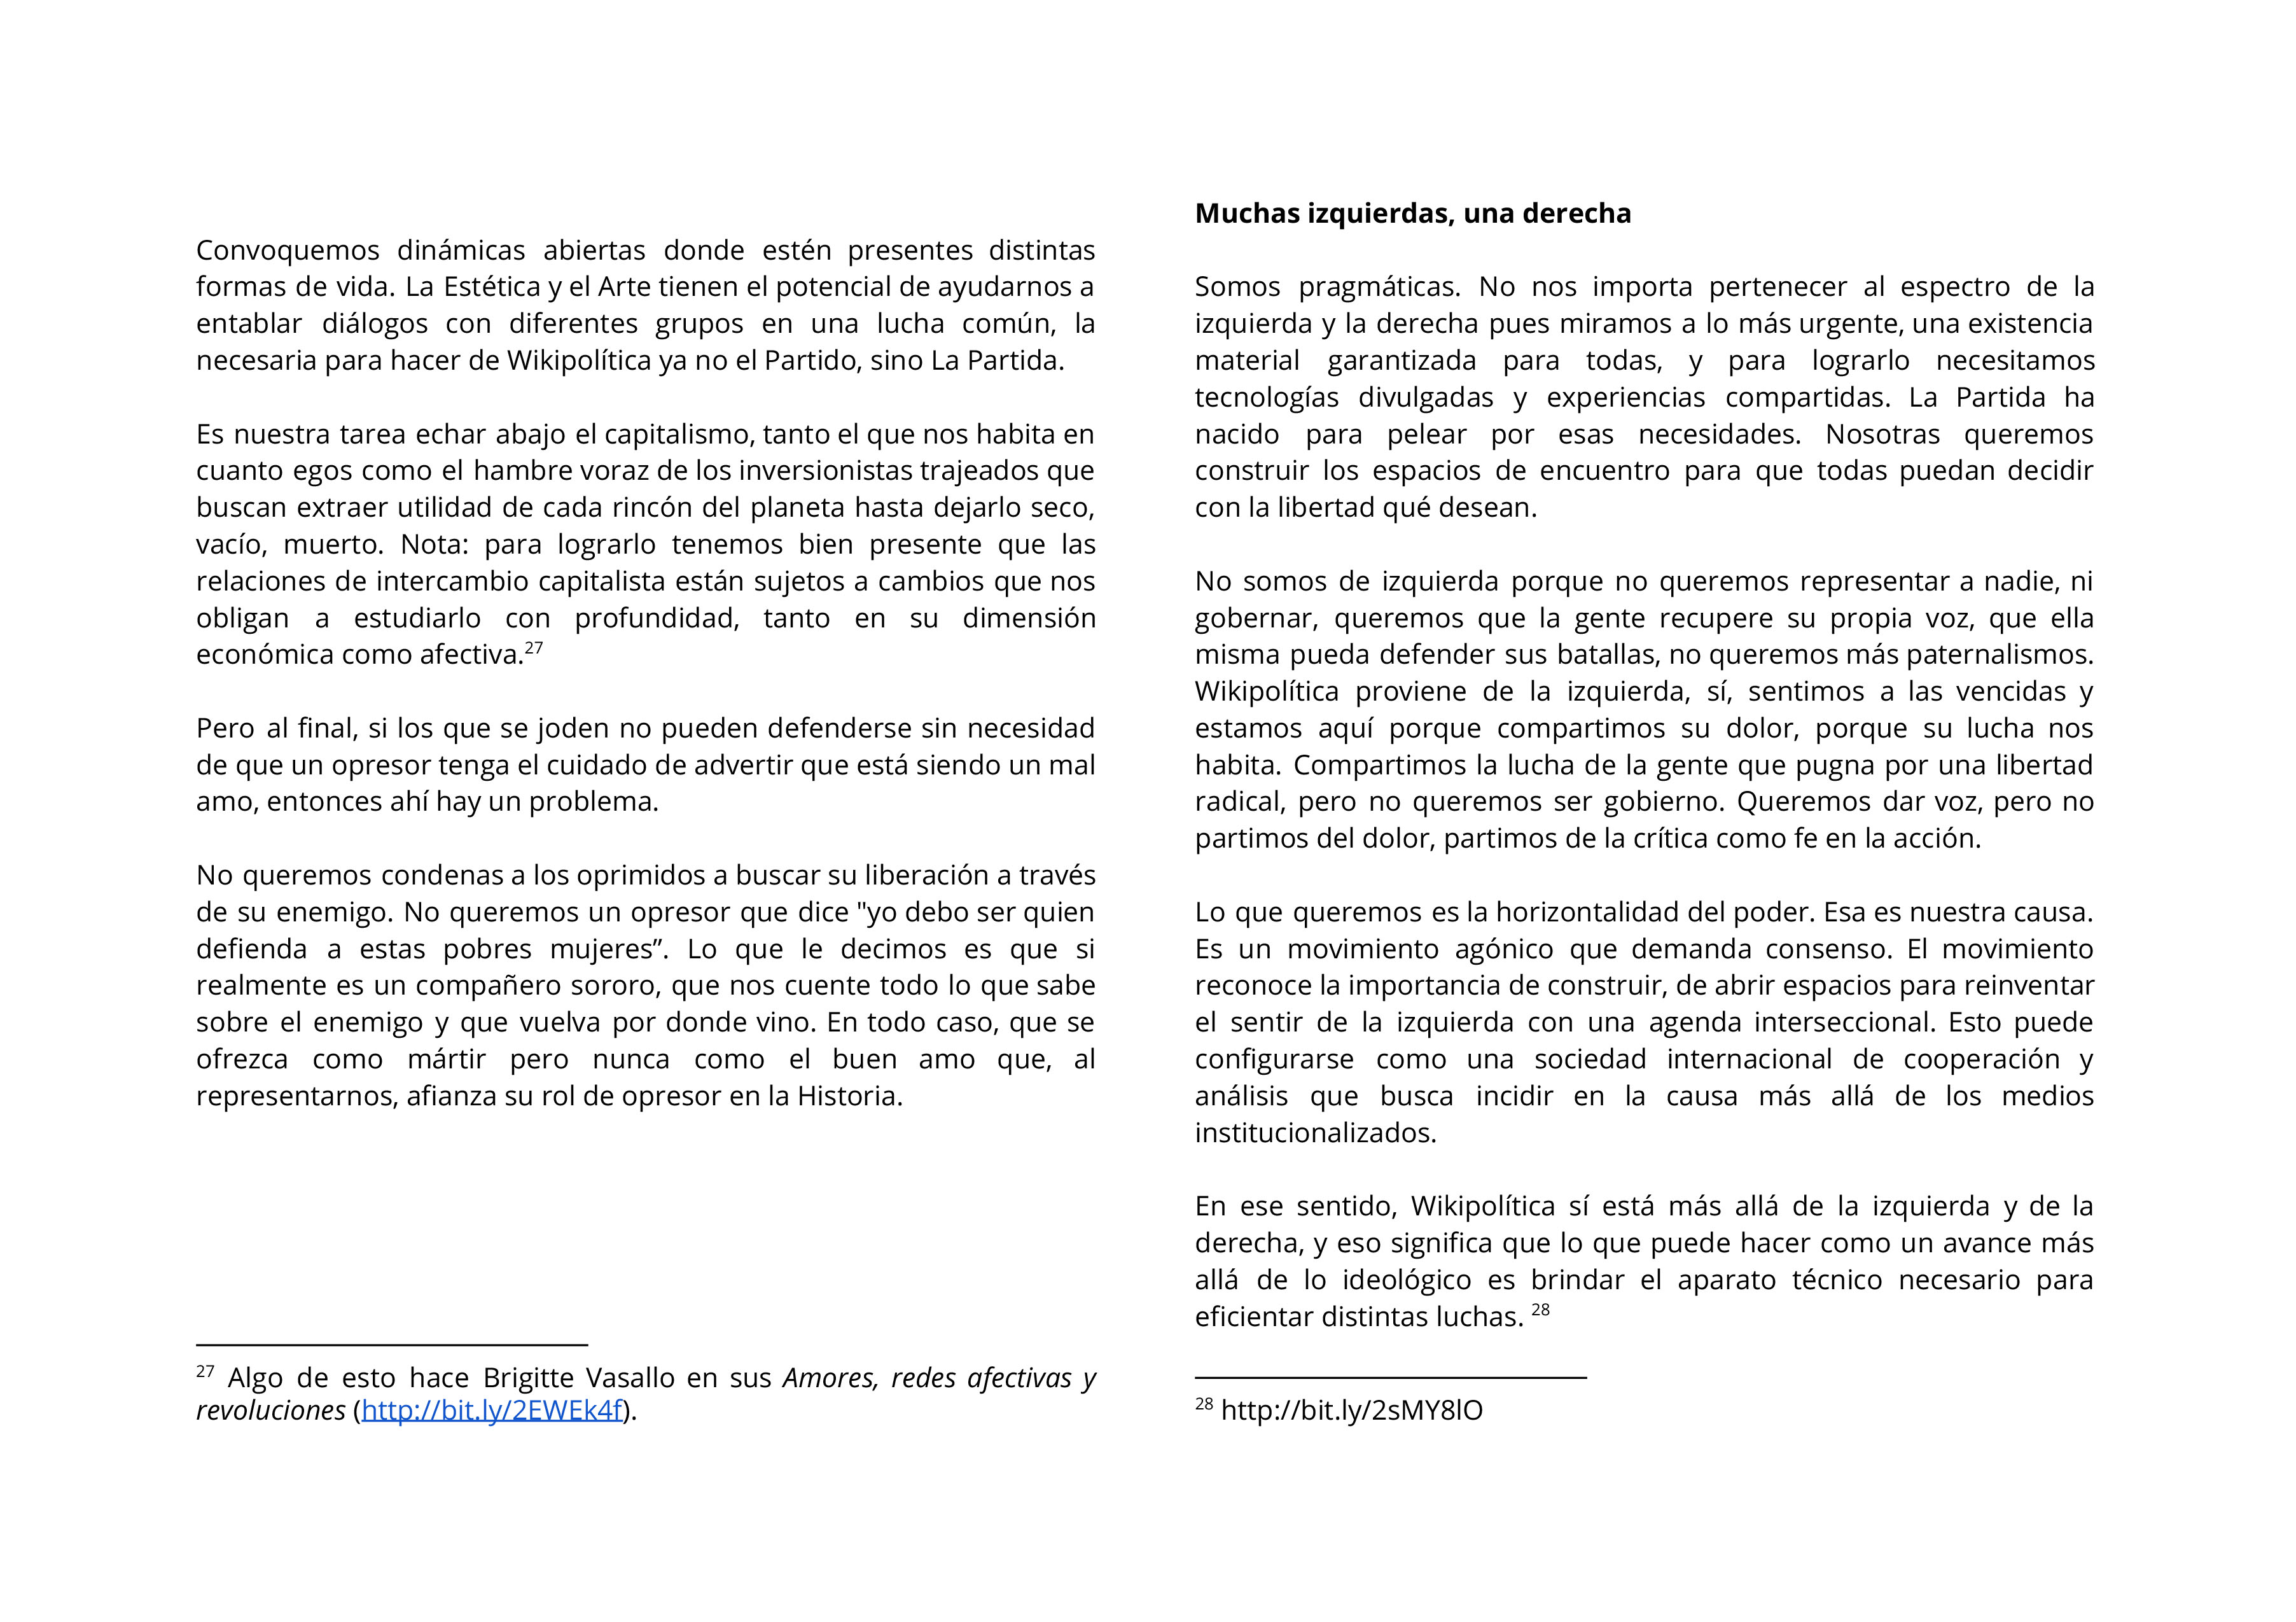 Convoquemos dinámicas abiertas donde estén presentes distintas
formas de vida. La Estética y el Arte tienen el potencial de ayudarnos a
entablar diálogos con diferentes grupos en una lucha común, la
necesaria para hacer de Wikipolítica ya no el Partido, sino La Partida.
Es nuestra tarea echar abajo el capitalismo, tanto el que nos habita en
cuanto egos como el hambre voraz de los inversionistas trajeados que
buscan extraer utilidad de cada rincón del planeta hasta dejarlo seco,
vacío, muerto. Nota: para lograrlo tenemos bien presente que las
relaciones de intercambio capitalista están sujetos a cambios que nos
obligan a estudiarlo con profundidad, tanto en su dimensión
económica como afectiva.27
Pero al final, si los que se joden no pueden defenderse sin necesidad
de que un opresor tenga el cuidado de advertir que está siendo un mal
amo, entonces ahí hay un problema.
No queremos condenas a los oprimidos a buscar su liberación a través
de su enemigo. No queremos un opresor que dice "yo debo ser quien
defienda a estas pobres mujeres”. Lo que le decimos es que si
realmente es un compañero sororo, que nos cuente todo lo que sabe
sobre el enemigo y que vuelva por donde vino. En todo caso, que se
ofrezca como mártir pero nunca como el buen amo que, al
representarnos, afianza su rol de opresor en la Historia.
27 Algo de esto hace Brigitte Vasallo en sus Amores, redes afectivas y
revoluciones (http://bit.ly/2EWEk4f).
Muchas izquierdas, una derecha
Somos pragmáticas. No nos importa pertenecer al espectro de la
izquierda y la derecha pues miramos a lo más urgente, una existencia
material garantizada para todas, y para lograrlo necesitamos
tecnologías divulgadas y experiencias compartidas. La Partida ha
nacido para pelear por esas necesidades. Nosotras queremos
construir los espacios de encuentro para que todas puedan decidir
con la libertad qué desean.
No somos de izquierda porque no queremos representar a nadie, ni
gobernar, queremos que la gente recupere su propia voz, que ella
misma pueda defender sus batallas, no queremos más paternalismos.
Wikipolítica proviene de la izquierda, sí, sentimos a las vencidas y
estamos aquí porque compartimos su dolor, porque su lucha nos
habita. Compartimos la lucha de la gente que pugna por una libertad
radical, pero no queremos ser gobierno. Queremos dar voz, pero no
partimos del dolor, partimos de la crítica como fe en la acción.
Lo que queremos es la horizontalidad del poder. Esa es nuestra causa.
Es un movimiento agónico que demanda consenso. El movimiento
reconoce la importancia de construir, de abrir espacios para reinventar
el sentir de la izquierda con una agenda interseccional. Esto puede
configurarse como una sociedad internacional de cooperación y
análisis que busca incidir en la causa más allá de los medios
institucionalizados.
En ese sentido, Wikipolítica sí está más allá de la izquierda y de la
derecha, y eso significa que lo que puede hacer como un avance más
allá de lo ideológico es brindar el aparato técnico necesario para
eficientar distintas luchas. 28
28 http://bit.ly/2sMY8lO